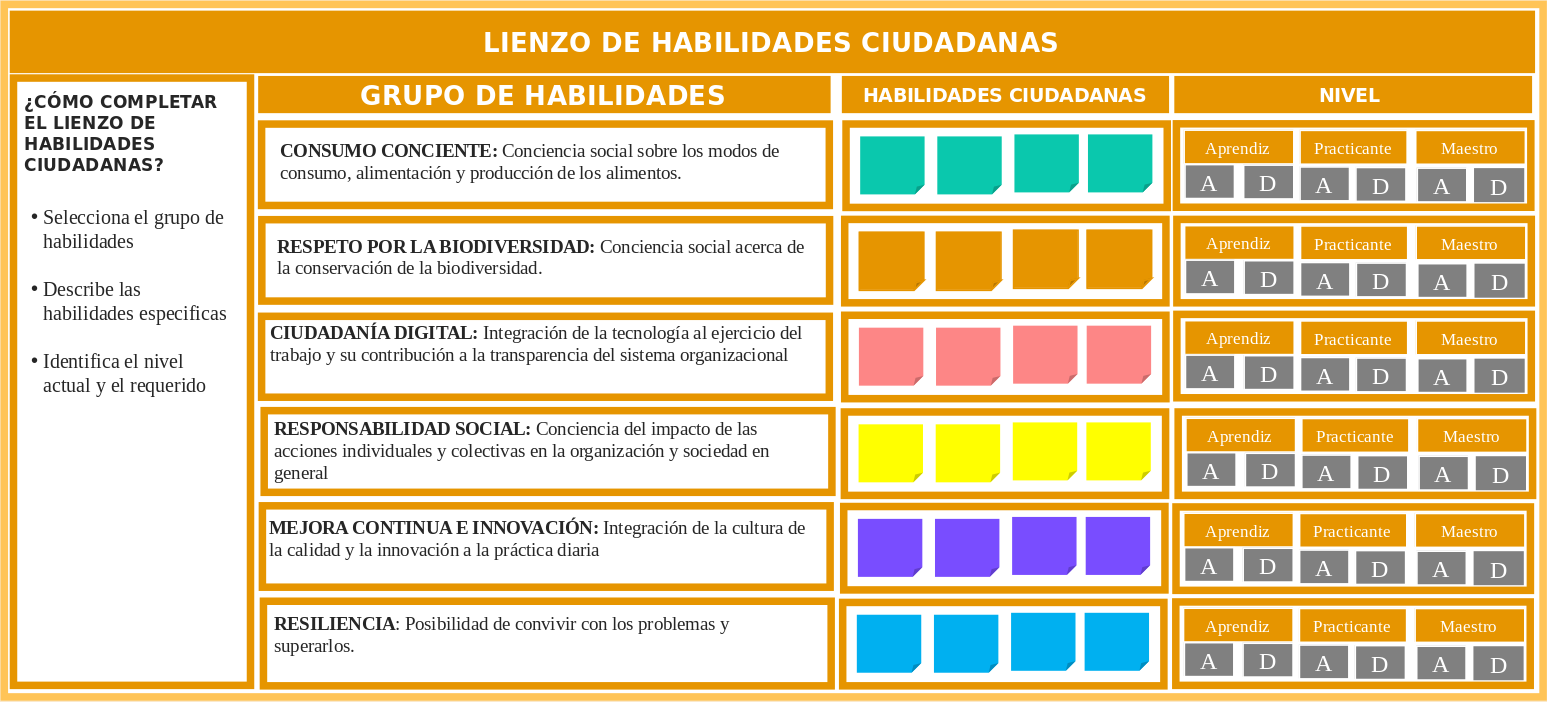 LIENZO DE HABILIDADES CIUDADANAS
¿CÓMO COMPLETAR
EL LIENZO DE
HABILIDADES
CIUDADANAS?
• Selecciona el grupo de
habilidades
• Describe las
habilidades especificas
• Identifica el nivel
actual y el requerido
GRUPO DE HABILIDADES
HABILIDADES CIUDADANAS
NIVEL
CONSUMO CONCIENTE: Conciencia social sobre los modos de
consumo, alimentación y producción de los alimentos.
Aprendiz Practicante Maestro
A D A D A D
RESPETO POR LA BIODIVERSIDAD: Conciencia social acerca de
la conservación de la biodiversidad.
Aprendiz Practicante Maestro
A D A D A D
CIUDADANÍA DIGITAL: Integración de la tecnología al ejercicio del
trabajo y su contribución a la transparencia del sistema organizacional
Aprendiz Practicante Maestro
A D A D A D
RESPONSABILIDAD SOCIAL: Conciencia del impacto de las
acciones individuales y colectivas en la organización y sociedad en
general
Aprendiz Practicante Maestro
A D A D A D
MEJORA CONTINUA E INNOVACIÓN: Integración de la cultura de
la calidad y la innovación a la práctica diaria
Aprendiz Practicante Maestro
A D A D A D
RESILIENCIA: Posibilidad de convivir con los problemas y
superarlos.
Aprendiz Practicante Maestro
A D A D A D